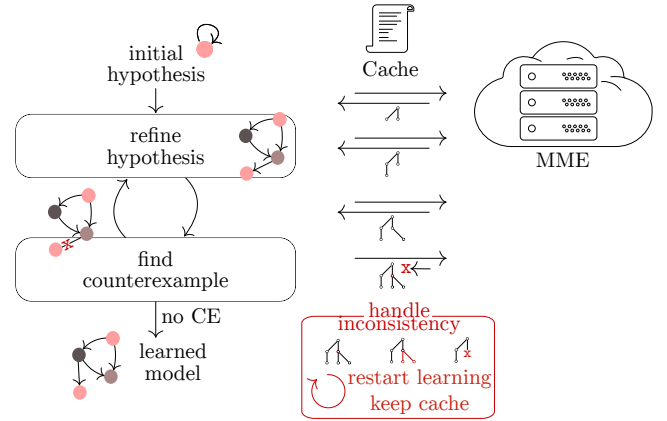 initial
hypothesis
refine
hypothesis
x
find
counterexample
no CE
learned
model
Cache
MME
x
handle
inconsistency
x
restart learning
keep cache